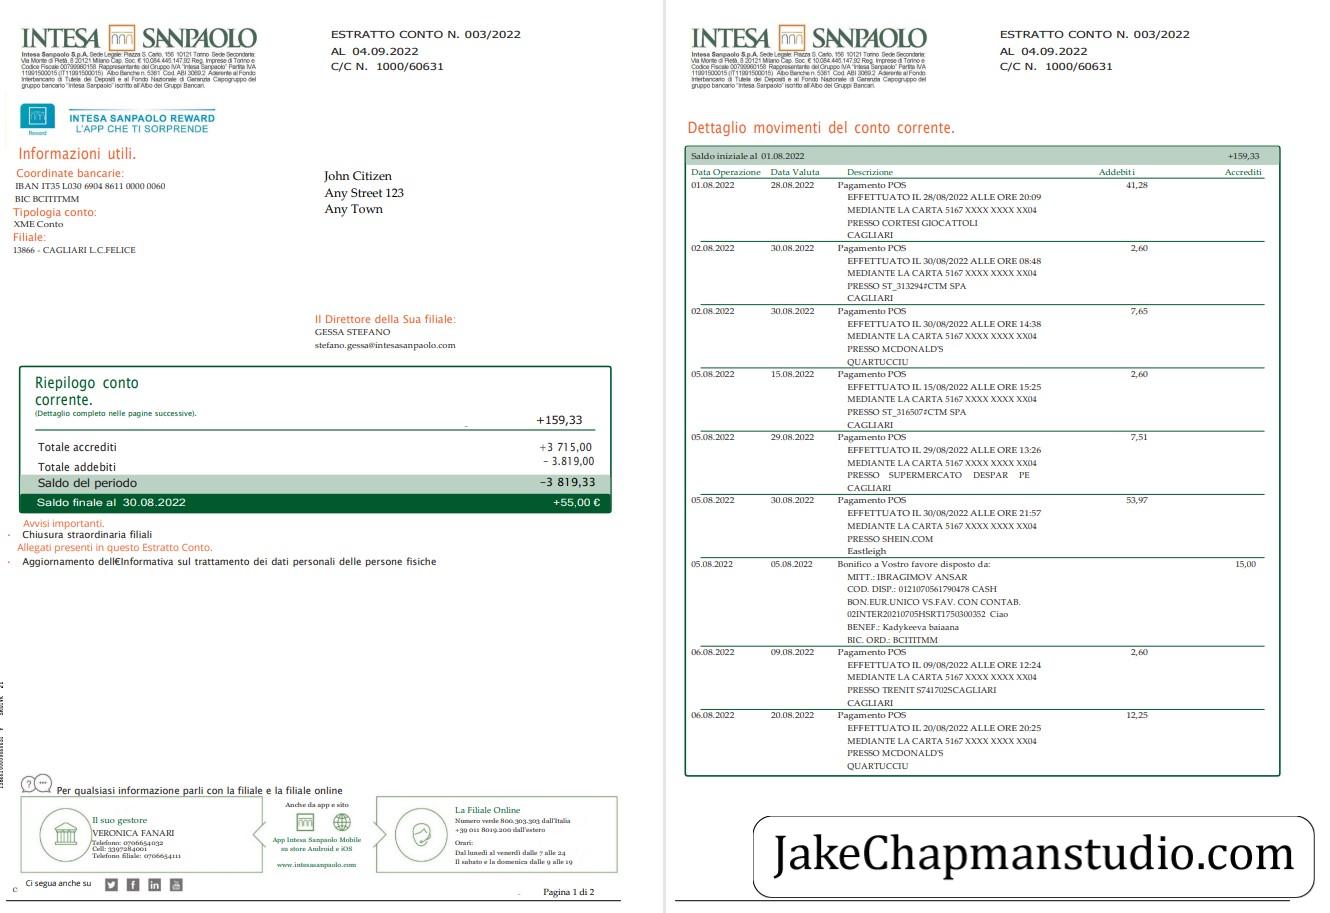 INTESA SANPAOLO
Intesa Sanpaolo S.p.A. Sede Legale: Piazza S. Carlo, 156 10121 Torino Sede Secondaria:
Via Monte di Pietà, 8 20121 Milano Cap. Soc. € 10.084.445.147,92 Reg. Imprese di Torino e
Codice Fiscale 00799960158 Rappresentante del Gruppo IVA "Intesa Sanpaolo" Partita IVA
11991500015 (IT11991500015) Albo Banche n. 5361 Cod. ABI 3069.2 Aderente al Fondo
Interbancario di Tutela dei Depositi e al Fondo Nazionale di Garanzia Capogruppo del
gruppo bancario "Intesa Sanpaolo" iscritto all'Albo dei Gruppi Bancari.
ESTRATTO CONTO N. 003/2022
AL 04.09.2022
C/C N. 1000/60631
Reward
INTESA SANPAOLO REWARD
L'APP CHE TI SORPRENDE
Informazioni utili.
Coordinate bancarie:
IBAN IT35 L030 6904 8611 0000 0060
BIC BCITITMM
Tipologia conto:
XME Conto
Filiale:
13866 - CAGLIARI L.C.FELICE
John Citizen
Any Street 123
Any Town
Il Direttore della Sua filiale:
GESSA STEFANO
stefano.gessa@intesasanpaolo.com
Riepilogo conto
corrente.
(Dettaglio completo nelle pagine successive).
+159,33
Totale accrediti +3 715,00
Totale addebiti – 3.819,00
Saldo del periodo –3 819,33
Saldo finale al 30.08.2022 +55,00 €
Avvisi importanti.
· Chiusura straordinaria filiali
Allegati presenti in questo Estratto Conto.
· Aggiornamento dell€Informativa sul trattamento dei dati personali delle persone fisiche
Per qualsiasi informazione parli con la filiale e la filiale online
Il suo gestore
VERONICA FANARI
Telefono: 0706654032
Cell: 3397284001
Telefono filiale: 0706654111
Anche da app e sito
App Intesa Sanpaolo Mobile
su store Android e iOS
www.intesasanpaolo.com
La Filiale Online
Numero verde 800.303.303 dall'Italia
+39 011 8019.200 dall'estero
Orari:
Dal lunedì al venerdì dalle 7 alle 24
Il sabato e la domenica dalle 9 alle 19
Ci segua anche su
C
Pagina 1 di 2
INTESA SANPAOLO
Intesa Sanpaolo S.p.A. Sede Legale: Piazza S. Carlo, 156 10121 Torino Sede Secondaria:
Via Monte di Pietà, 8 20121 Milano Cap. Soc. € 10.084.445.147,92 Reg. Imprese di Torino e
Codice Fiscale 00799960158 Rappresentante del Gruppo IVA "Intesa Sanpaolo" Partita IVA
11991500015 (IT11991500015) Albo Banche n. 5361 Cod. ABI 3069.2 Aderente al Fondo
Interbancario di Tutela dei Depositi e al Fondo Nazionale di Garanzia Capogruppo del
gruppo bancario "Intesa Sanpaolo" iscritto all'Albo dei Gruppi Bancari.
ESTRATTO CONTO N. 003/2022
AL 04.09.2022
C/C N. 1000/60631
Dettaglio movimenti del conto corrente.
Saldo iniziale al 01.08.2022 +159,33
Data Operazione Data Valuta Descrizione Addebiti Accrediti
01.08.2022 28.08.2022 Pagamento POS 41,28
EFFETTUATO IL 28/08/2022 ALLE ORE 20:09
MEDIANTE LA CARTA 5167 XXXX XXXX XX04
PRESSO CORTESI GIOCATTOLI
CAGLIARI
02.08.2022 30.08.2022 Pagamento POS 2,60
EFFETTUATO IL 30/08/2022 ALLE ORE 08:48
MEDIANTE LA CARTA 5167 XXXX XXXX XX04
PRESSO ST_313294#CTM SPA
CAGLIARI
02.08.2022 30.08.2022 Pagamento POS 7,65
EFFETTUATO IL 30/08/2022 ALLE ORE 14:38
MEDIANTE LA CARTA 5167 XXXX XXXX XX04
PRESSO MCDONALD'S
QUARTUCCIU
05.08.2022 15.08.2022 Pagamento POS 2,60
EFFETTUATO IL 15/08/2022 ALLE ORE 15:25
MEDIANTE LA CARTA 5167 XXXX XXXX XX04
PRESSO ST_316507#CTM SPA
CAGLIARI
05.08.2022 29.08.2022 Pagamento POS 7,51
EFFETTUATO IL 29/08/2022 ALLE ORE 13:26
MEDIANTE LA CARTA 5167 XXXX XXXX XX04
PRESSO SUPERMERCATO DESPAR PE
CAGLIARI
05.08.2022 30.08.2022 Pagamento POS 53,97
EFFETTUATO IL 30/08/2022 ALLE ORE 21:57
MEDIANTE LA CARTA 5167 XXXX XXXX XX04
PRESSO SHEIN.COM
Eastleigh
05.08.2022 05.08.2022 Bonifico a Vostro favore disposto da: 15,00
MITT.: IBRAGIMOV ANSAR
COD. DISP.: 0121070561790478 CASH
BON.EUR.UNICO VS.FAV. CON CONTAB.
02INTER20210705HSRT1750300352 Ciao
BENEF.: Kadykeeva baiaana
BIC. ORD.: BCITITMM
06.08.2022 09.08.2022 Pagamento POS 2,60
EFFETTUATO IL 09/08/2022 ALLE ORE 12:24
MEDIANTE LA CARTA 5167 XXXX XXXX XX04
PRESSO TRENIT S741702SCAGLIARI
CAGLIARI
06.08.2022 20.08.2022 Pagamento POS 12,25
EFFETTUATO IL 20/08/2022 ALLE ORE 20:25
MEDIANTE LA CARTA 5167 XXXX XXXX XX04
PRESSO MCDONALD'S
QUARTUCCIU
JakeChapmanstudio.com